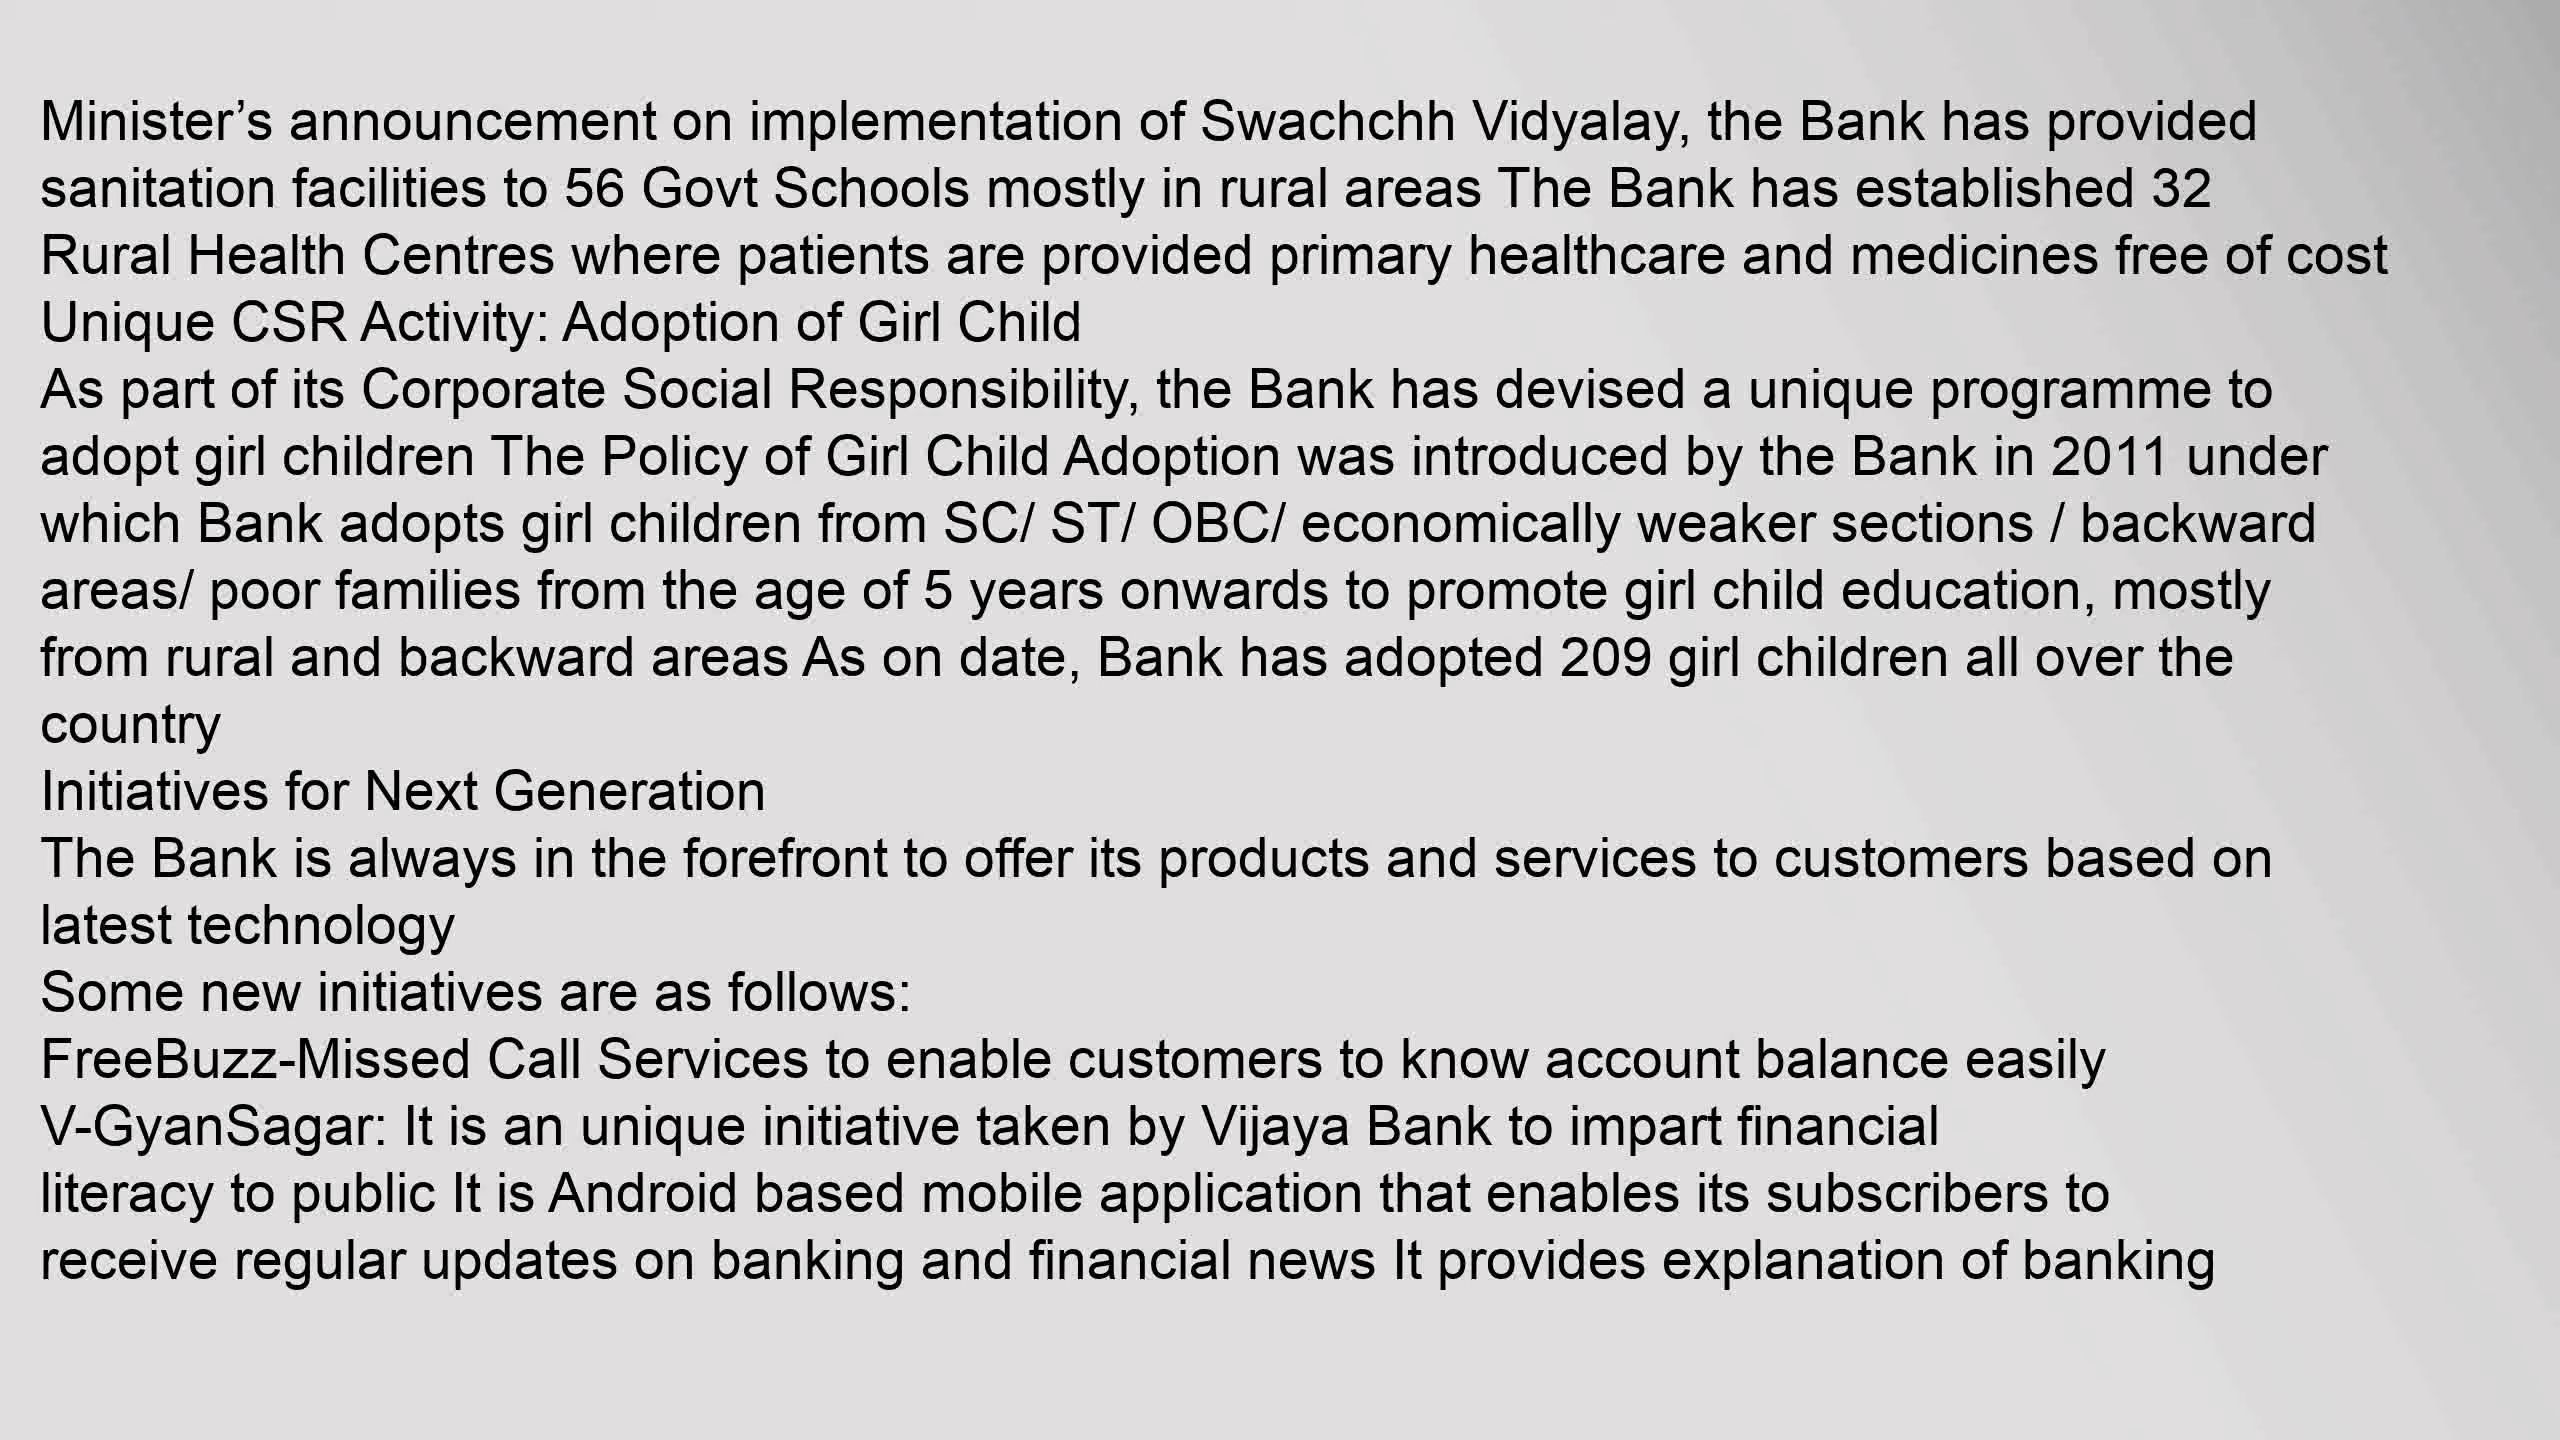 Minister’s announcement on implementation of Swachchh Vidyalay, the Bank has provided
sanitation facilities to 56 Govt Schools mostly in rural areas The Bank has established 32
Rural Health Centres where patients are provided primary healthcare and medicines free of cost
Unique CSR Activity: Adoption of Girl Child
As part of its Corporate Social Responsibility, the Bank has devised a unique programme to
adopt girl children The Policy of Girl Child Adoption was introduced by the Bank in 2011 under
which Bank adopts girl children from SC/ ST/ OBC/ economically weaker sections / backward
areas/ poor families from the age of 5 years onwards to promote girl child education, mostly
from rural and backward areas As on date, Bank has adopted 209 girl children all over the
country
Initiatives for Next Generation
The Bank is always in the forefront to offer its products and services to customers based on
latest technology
Some new initiatives are as follows:
FreeBuzz-Missed Call Services to enable customers to know account balance easily
V-GyanSagar: It is an unique initiative taken by Vijaya Bank to impart financial
literacy to public It is Android based mobile application that enables its subscribers to
receive regular updates on banking and financial news It provides explanation of banking